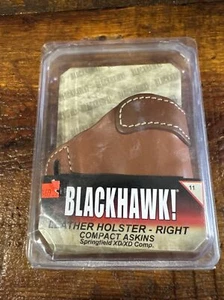 11
BLACKHAWK!
LEATHER HOLSTER - RIGHT
COMPACT ASKINS
Springfield XD/XD Comp.